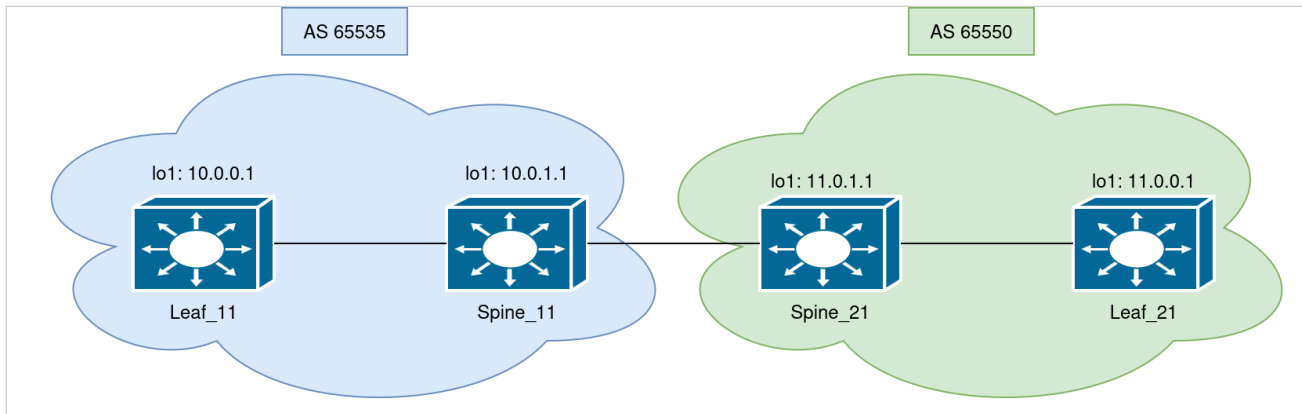 AS 65535
AS 65550
lo1: 10.0.0.1
lo1: 10.0.1.1
lo1: 11.0.1.1
lo1: 11.0.0.1
Leaf_11
Spine_11
Spine_21
Leaf_21